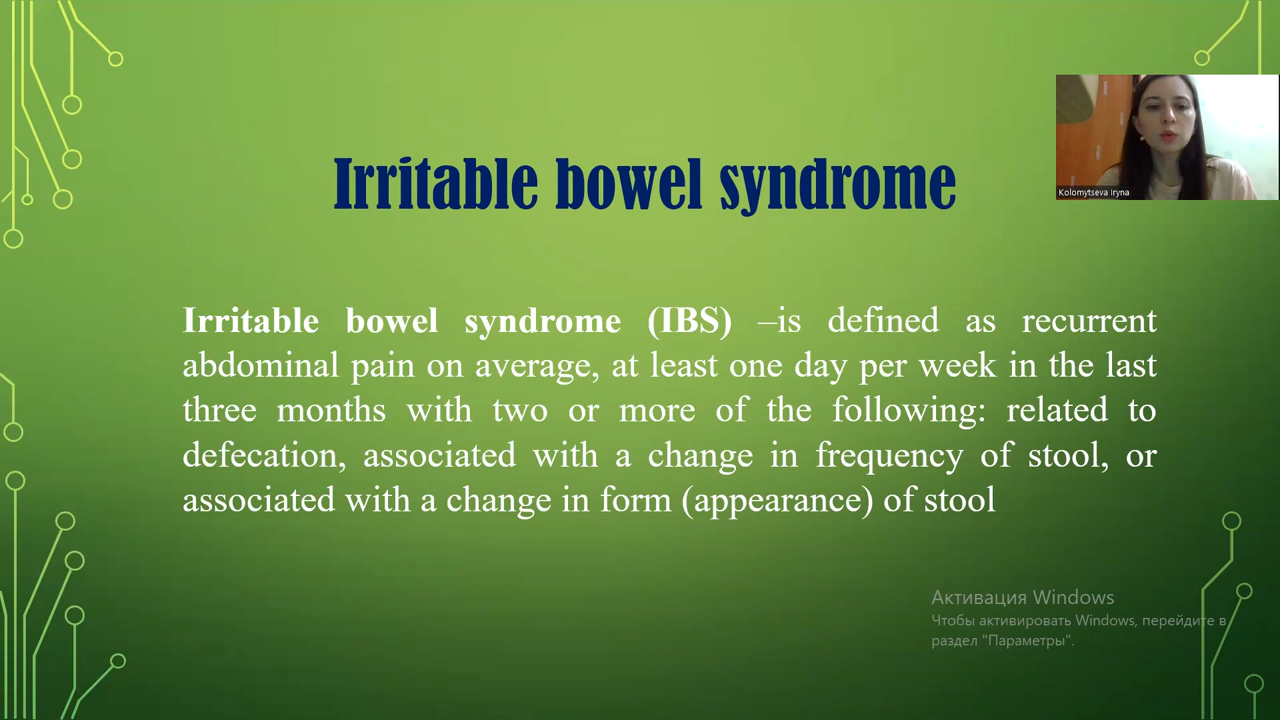 Irritable bowel syndrome
Kolomytseva Iryna
Irritable bowel syndrome (IBS) –is defined as recurrent
abdominal pain on average, at least one day per week in the last
three months with two or more of the following: related to
defecation, associated with a change in frequency of stool, or
associated with a change in form (appearance) of stool
Активация Windows
Чтобы активировать Windows, перейдите в
раздел "Параметры".